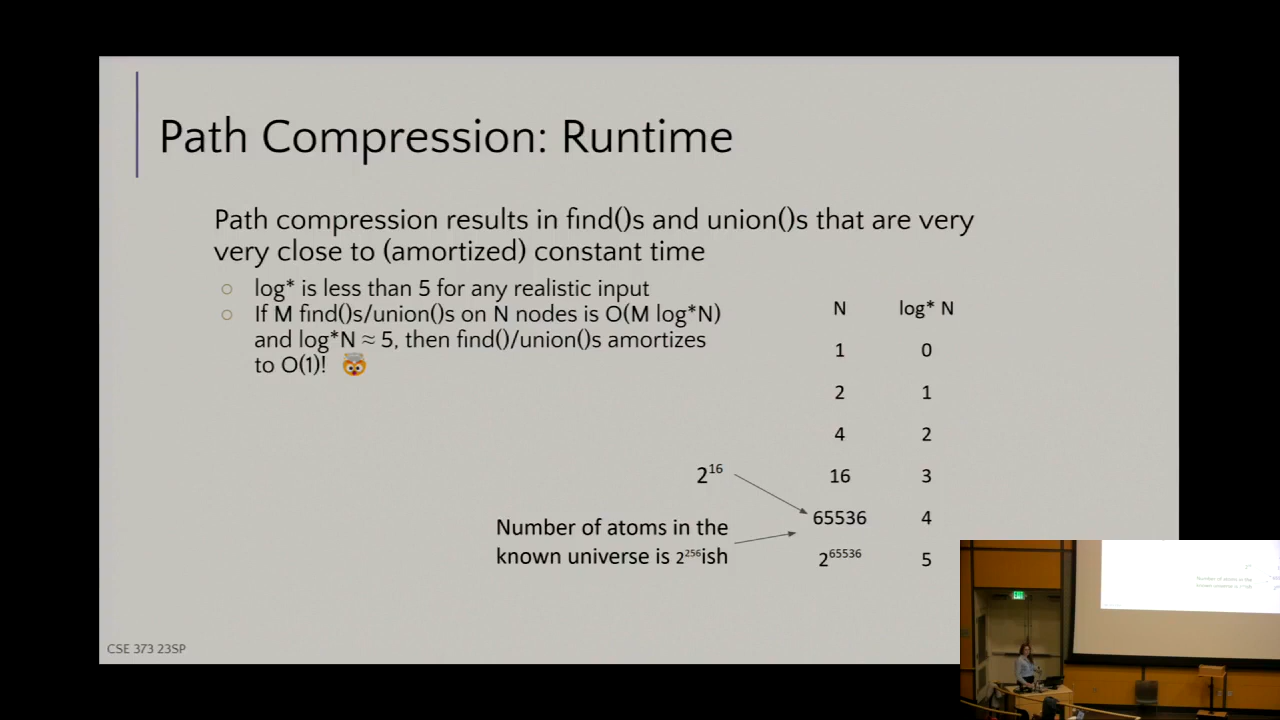 Path Compression: Runtime
Path compression results in find()s and union()s that are very
very close to (amortized) constant time
○ log* is less than 5 for any realistic input
○ If M find()s/union()s on N nodes is O(M log*N)
and log*N ≈ 5, then find()/union()s amortizes
to O(1)! 🤯
N log* N
1 0
2 1
4 2
2¹⁶
16 3
65536 4
Number of atoms in the
known universe is 2²⁵⁶ish
2⁶⁵⁵³⁶ 5
CSE 373 23SP